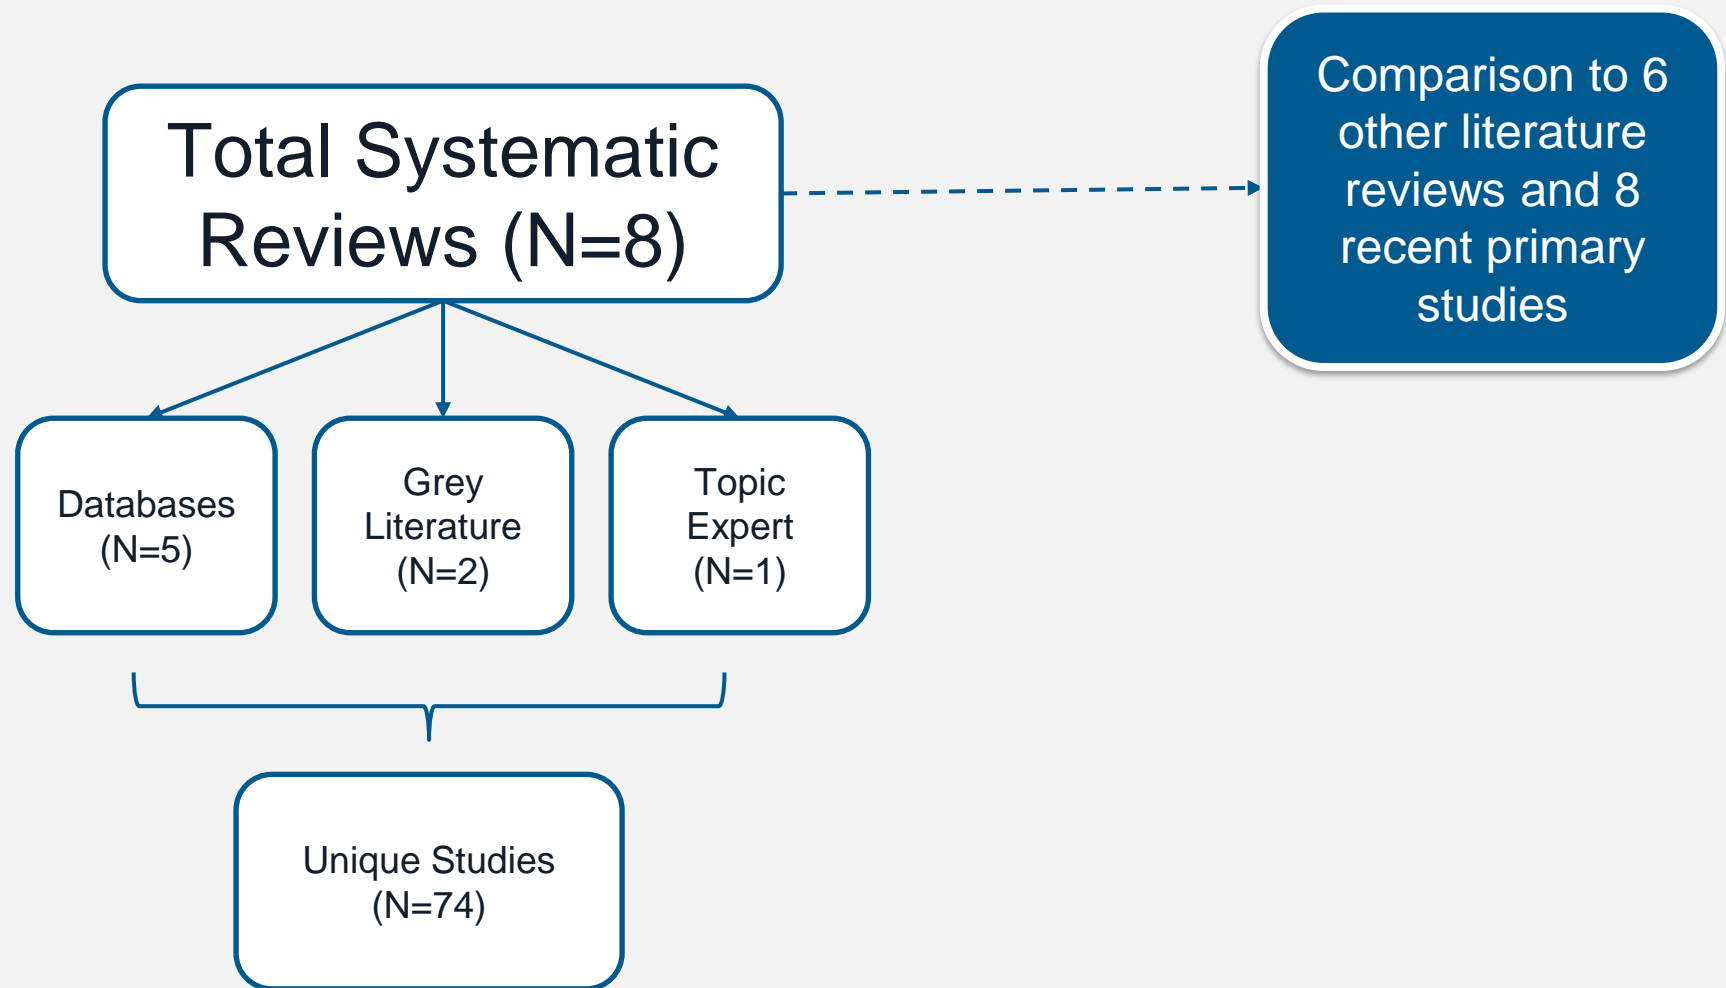 Total Systematic
Reviews (N=8)
Comparison to 6
other literature
reviews and 8
recent primary
studies
Databases
(N=5)
Grey
Literature
(N=2)
Topic
Expert
(N=1)
Unique Studies
(N=74)